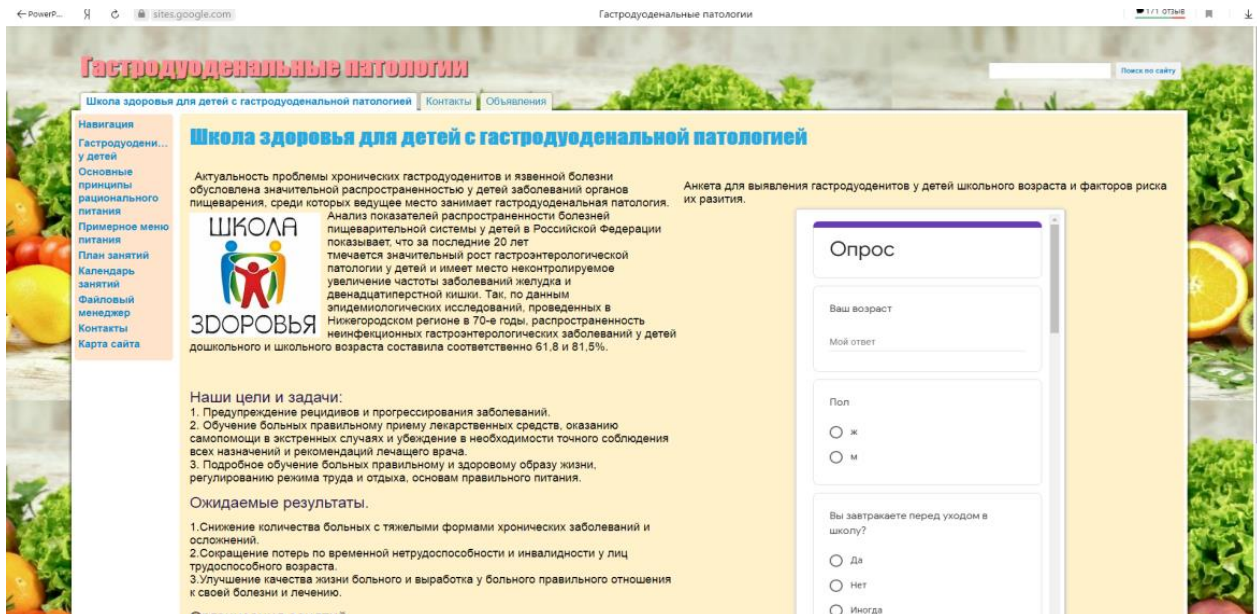 PowerP...
sites.google.com
Гастродуоденальные патологии
Гастродуоденальные патологии
Поиск по сайту
Школа здоровья для детей с гастродуоденальной патологией
Контакты
Объявления
Навигация
Гастродуодени...
у детей
Основные
принципы
рационального
питания
Примерное меню
питания
План занятий
Календарь
занятий
Файловый
менеджер
Контакты
Карта сайта
Школа здоровья для детей с гастродуоденальной патологией
Актуальность проблемы хронических гастродуоденитов и язвенной болезни
обусловлена значительной распространенностью у детей заболеваний органов
пищеварения, среди которых ведущее место занимает гастродуоденальная патология.
ШКОЛА
ЗДОРОВЬЯ
Анализ показателей распространенности болезней
пищеварительной системы у детей в Российской Федерации
показывает, что за последние 20 лет
тмечается значительный рост гастроэнтерологической
патологии у детей и имеет место неконтролируемое
увеличение частоты заболеваний желудка и
двенадцатиперстной кишки. Так, по данным
эпидемиологических исследований, проведенных в
Нижегородском регионе в 70-е годы, распространенность
неинфекционных гастроэнтерологических заболеваний у детей
дошкольного и школьного возраста составила соответственно 61,8 и 81,5%.
Наши цели и задачи:
1. Предупреждение рецидивов и прогрессирования заболеваний.
2. Обучение больных правильному приему лекарственных средств, оказанию
самопомощи в экстренных случаях и убеждение в необходимости точного соблюдения
всех назначений и рекомендаций лечащего врача.
3. Подробное обучение больных правильному и здоровому образу жизни,
регулированию режима труда и отдыха, основам правильного питания.
Ожидаемые результаты.
1.Снижение количества больных с тяжелыми формами хронических заболеваний и
осложнений.
2.Сокращение потерь по временной нетрудоспособности и инвалидности у лиц
трудоспособного возраста.
3.Улучшение качества жизни больного и выработка у больного правильного отношения
к своей болезни и лечению.
Анкета для выявления гастродуоденитов у детей школьного возраста и факторов риска
их разития.
Опрос
Ваш возраст
Мой ответ
Пол
ж
м
Вы завтракаете перед уходом в
школу?
Да
Нет
Иногда